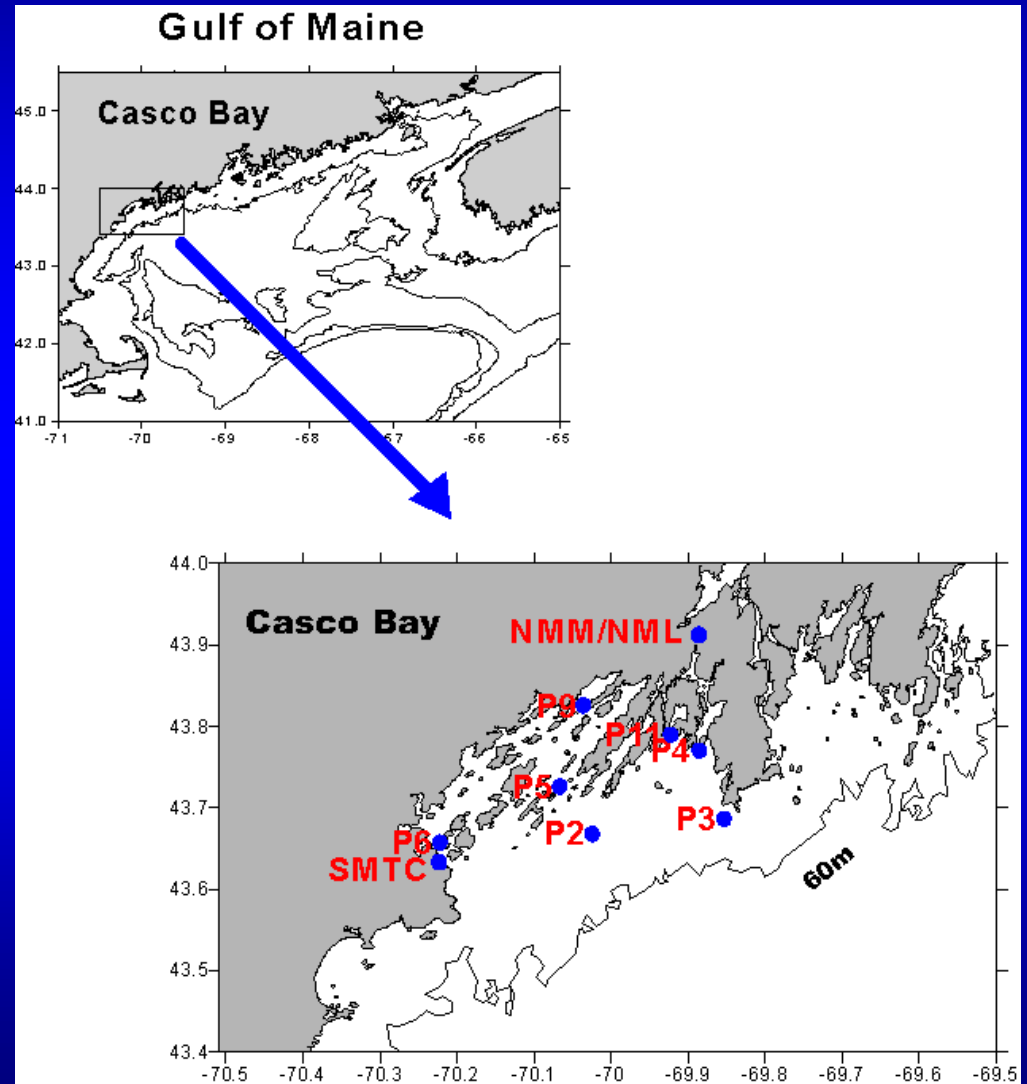 Gulf of Maine
Casco Bay
45.0
44.0
43.0
42.0
41.0
-71 -70 -69 -68 -67 -66 -65
44.0
Casco Bay
NMM/NML
43.9
P9
43.8
P11
P4
P5
43.7
P3
P2
P6
60m
SMTC
43.6
43.5
43.4
-70.5 -70.4 -70.3 -70.2 -70.1 -70 -69.9 -69.8 -69.7 -69.6 -69.5